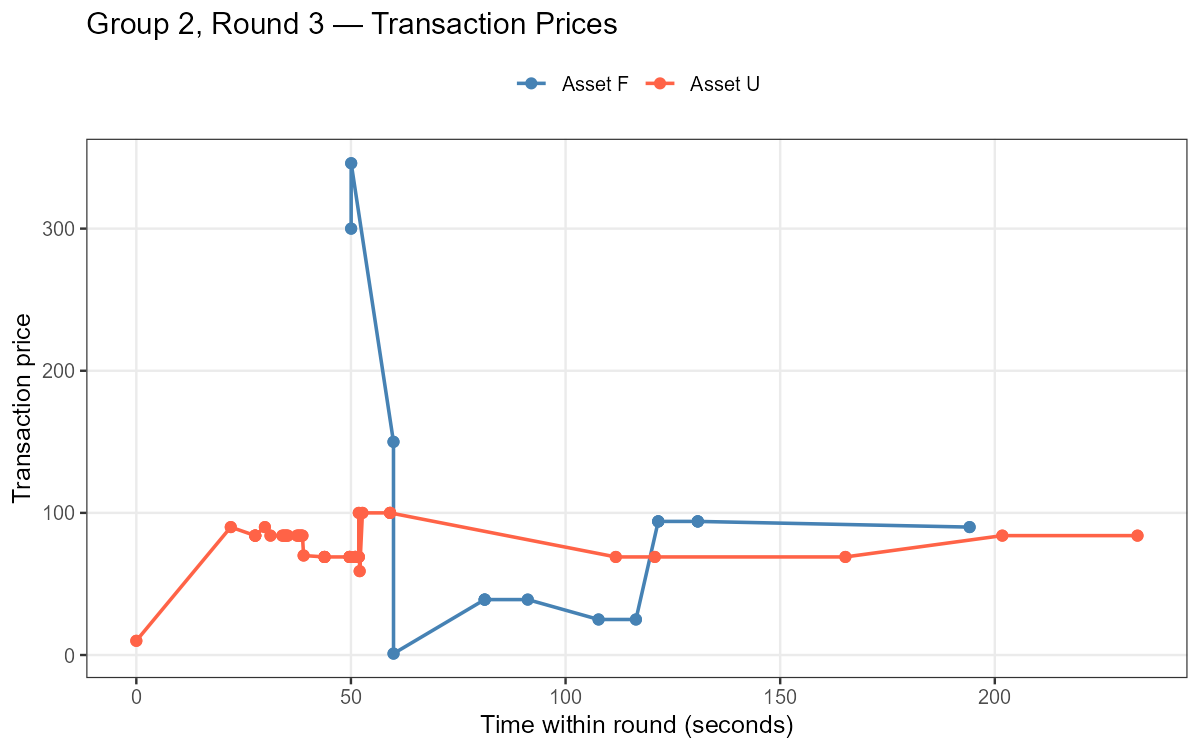 Group 2, Round 3 — Transaction Prices
Asset F Asset U
Transaction price
300
200
100
0
0 50 100 150 200
Time within round (seconds)